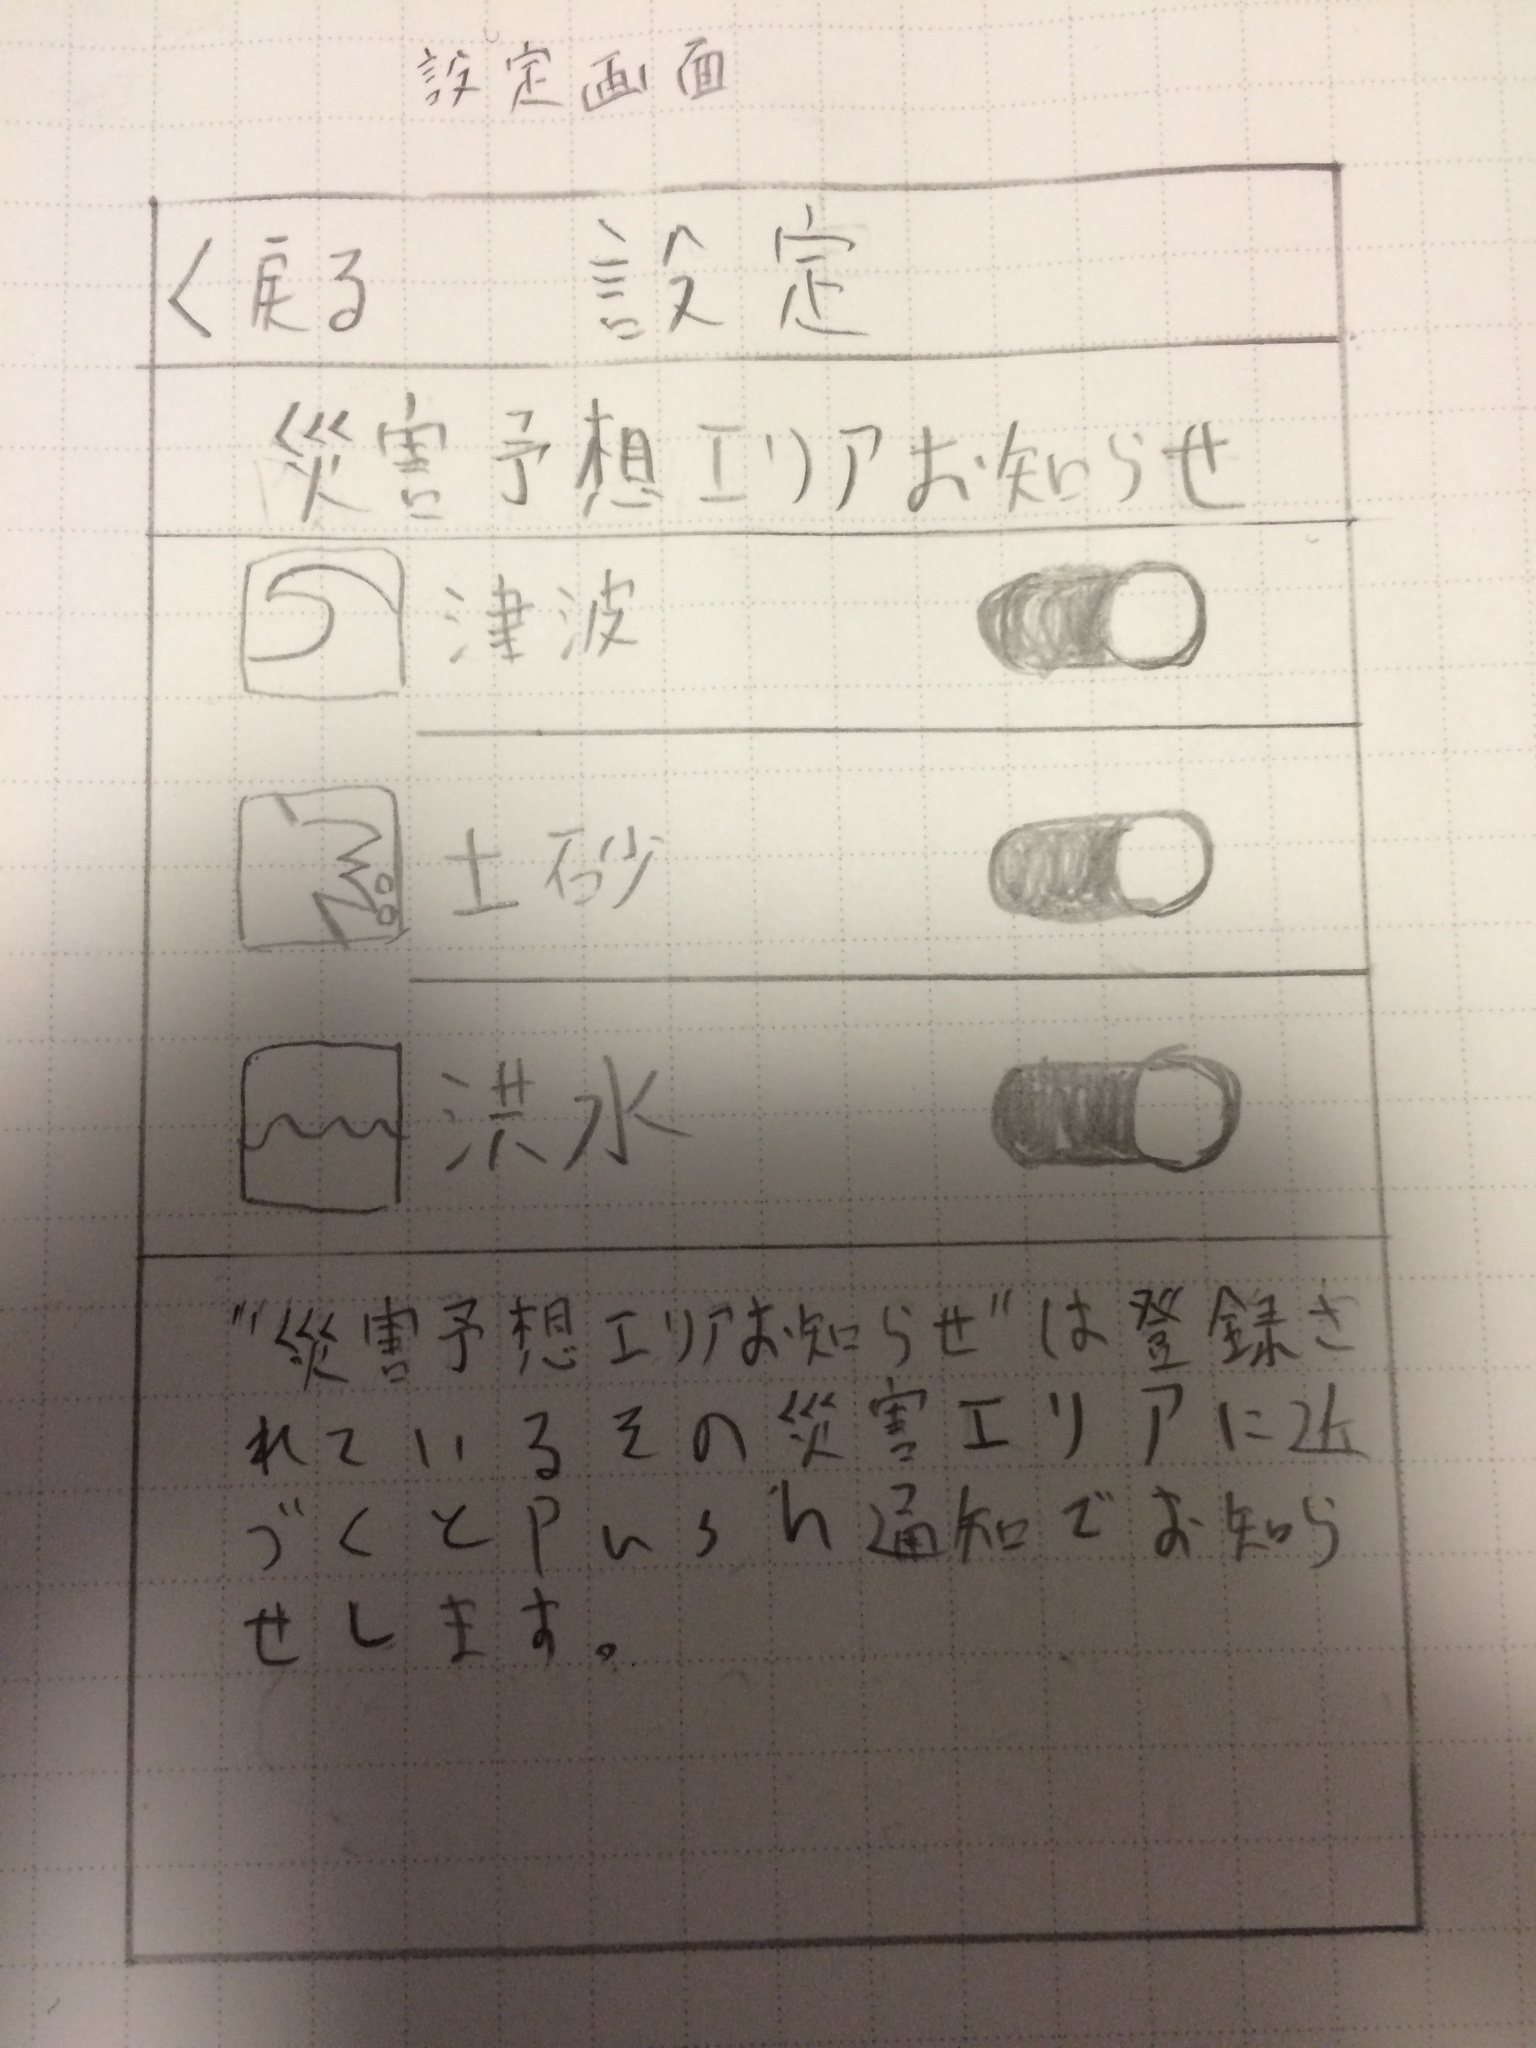 設定画面
く戻る 設定
災害予想エリアお知らせ
津波
土砂
洪水
"災害予想エリアお知らせ"は登録さ
れているその災害エリアに近
づくとPush通知でお知ら
せします。